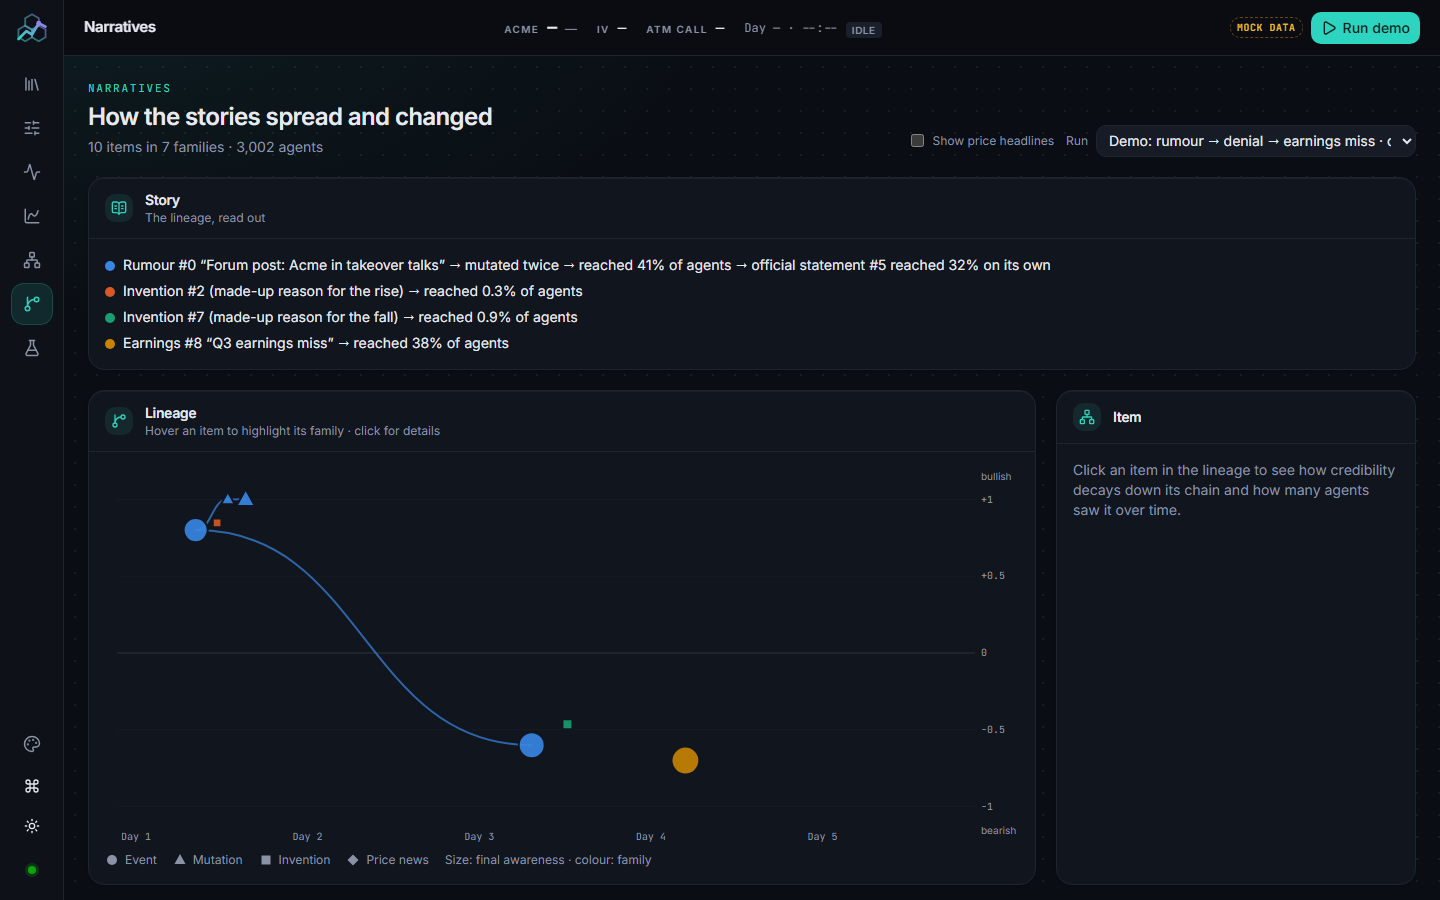 Narratives
ACME — — IV — ATM CALL — Day — · --:-- IDLE
MOCK DATA
Run demo
NARRATIVES
How the stories spread and changed
10 items in 7 families · 3,002 agents
Show price headlines Run Demo: rumour → denial → earnings miss ·
Story
The lineage, read out
Rumour #0 “Forum post: Acme in takeover talks” → mutated twice → reached 41% of agents → official statement #5 reached 32% on its own
Invention #2 (made-up reason for the rise) → reached 0.3% of agents
Invention #7 (made-up reason for the fall) → reached 0.9% of agents
Earnings #8 “Q3 earnings miss” → reached 38% of agents
Lineage
Hover an item to highlight its family · click for details
bullish
+1
+0.5
0
-0.5
-1
bearish
Day 1 Day 2 Day 3 Day 4 Day 5
Event Mutation Invention Price news Size: final awareness · colour: family
Item
Click an item in the lineage to see how credibility
decays down its chain and how many agents
saw it over time.